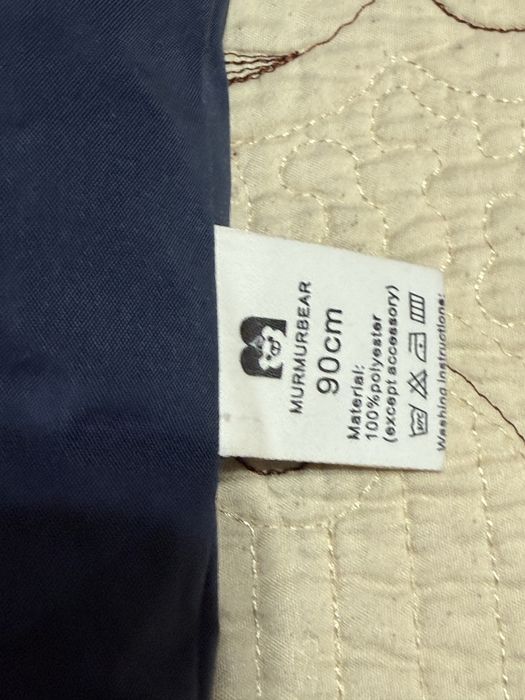 MURMURBEAR
90cm
Material:
100%polyester
(except accessory)
Washing Instructions: